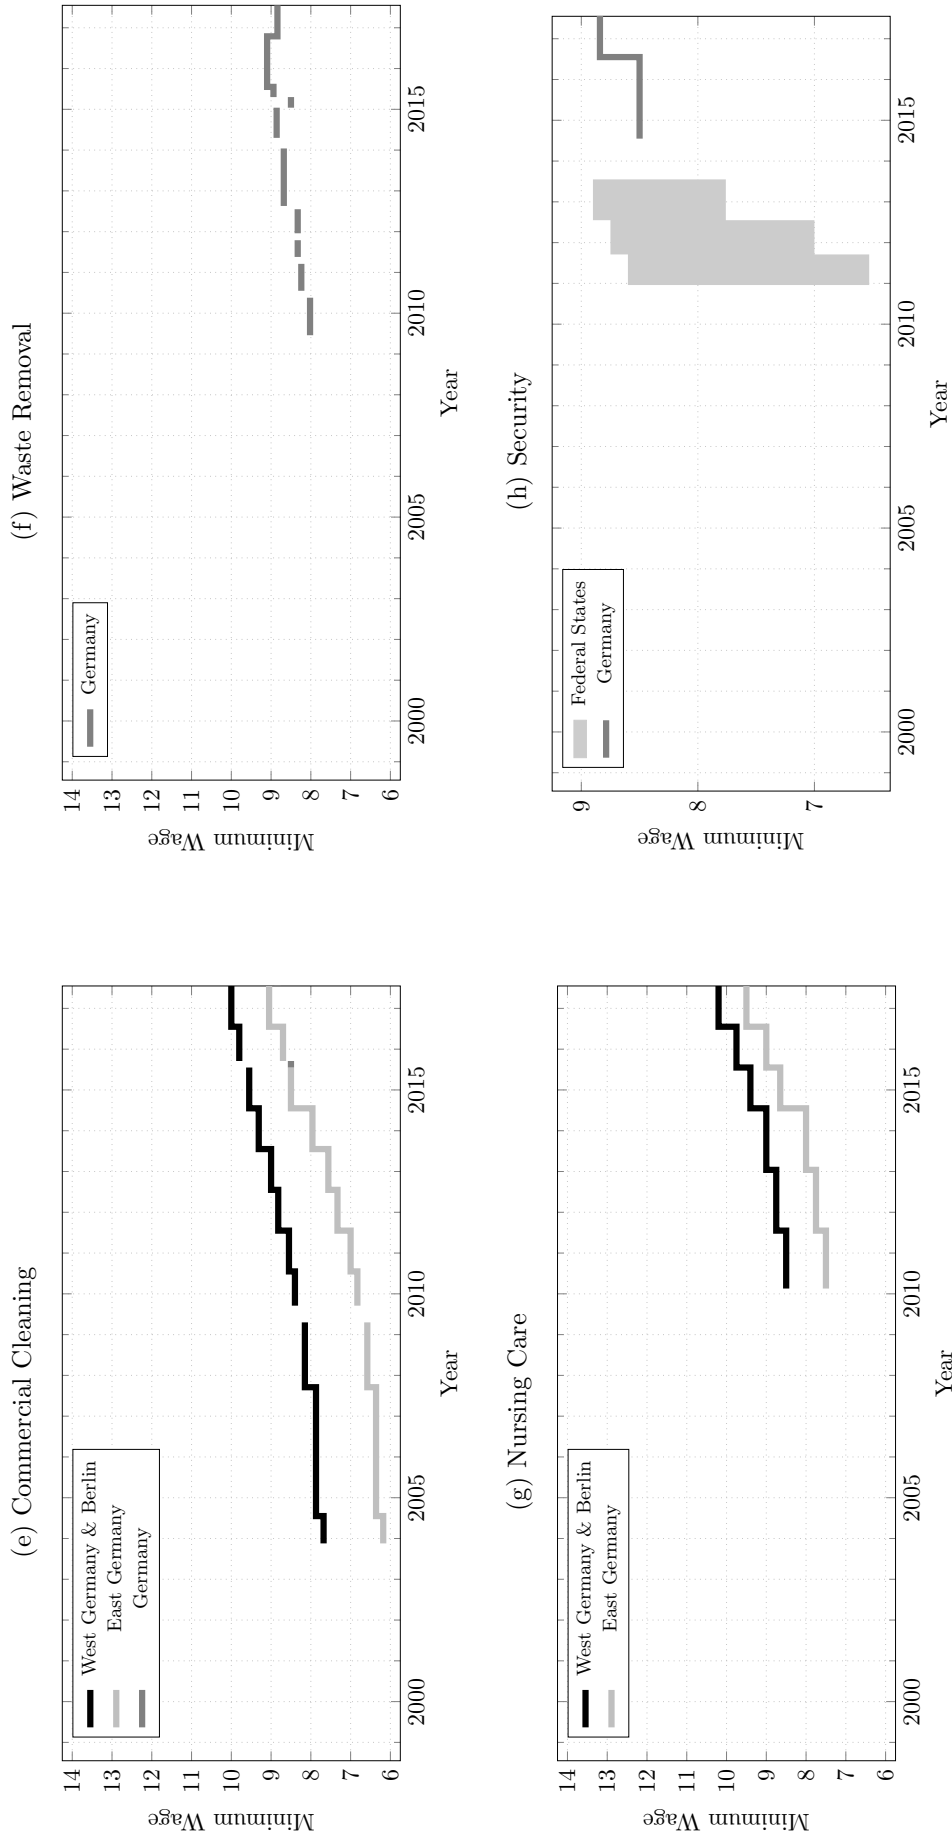 (e) Commercial Cleaning
West Germany & Berlin
East Germany
Germany
14
13
12
11
10
9
8
7
6
Minimum Wage
2000
2005
2010
2015
Year
(f) Waste Removal
Germany
14
13
12
11
10
9
8
7
6
Minimum Wage
2000
2005
2010
2015
Year
(g) Nursing Care
West Germany & Berlin
East Germany
14
13
12
11
10
9
8
7
6
Minimum Wage
2000
2005
2010
2015
Year
(h) Security
Federal States
Germany
9
8
7
Minimum Wage
2000
2005
2010
2015
Year